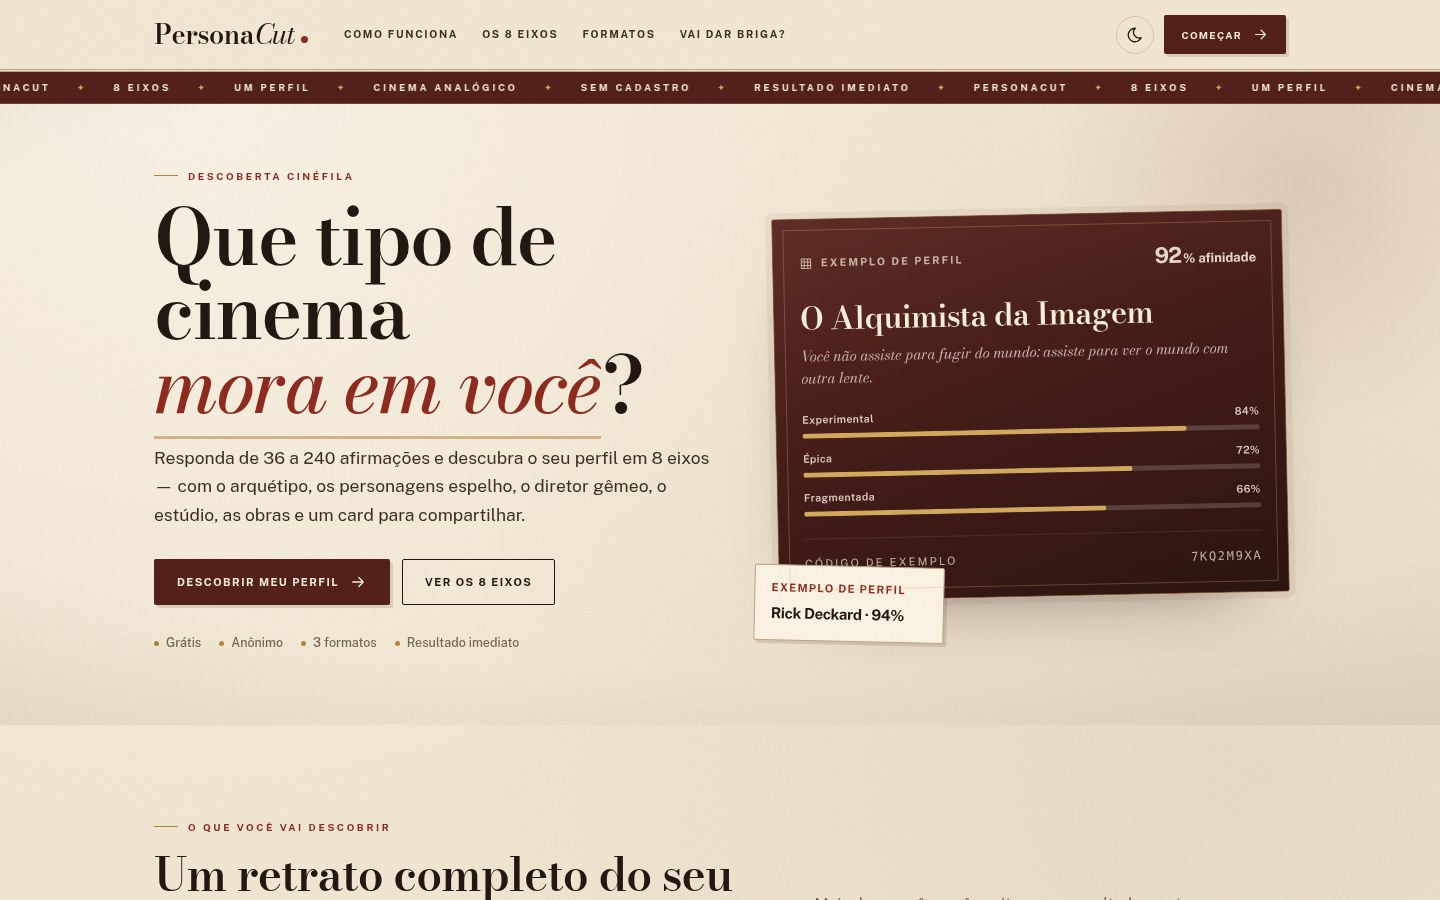 PersonaCut
COMO FUNCIONA
OS 8 EIXOS
FORMATOS
VAI DAR BRIGA?
COMEÇAR
NACUT ✦ 8 EIXOS ✦ UM PERFIL ✦ CINEMA ANALÓGICO ✦ SEM CADASTRO ✦ RESULTADO IMEDIATO ✦ PERSONACUT ✦ 8 EIXOS ✦ UM PERFIL ✦ CINEMA
DESCOBERTA CINÉFILA
Que tipo de
cinema
mora em você?
Responda de 36 a 240 afirmações e descubra o seu perfil em 8 eixos
— com o arquétipo, os personagens espelho, o diretor gêmeo, o
estúdio, as obras e um card para compartilhar.
DESCOBRIR MEU PERFIL
VER OS 8 EIXOS
Grátis
Anônimo
3 formatos
Resultado imediato
EXEMPLO DE PERFIL
92% afinidade
O Alquimista da Imagem
Você não assiste para fugir do mundo: assiste para ver o mundo com
outra lente.
Experimental 84%
Épica 72%
Fragmentada 66%
CÓDIGO DE EXEMPLO 7KQ2M9XA
EXEMPLO DE PERFIL
Rick Deckard · 94%
O QUE VOCÊ VAI DESCOBRIR
Um retrato completo do seu